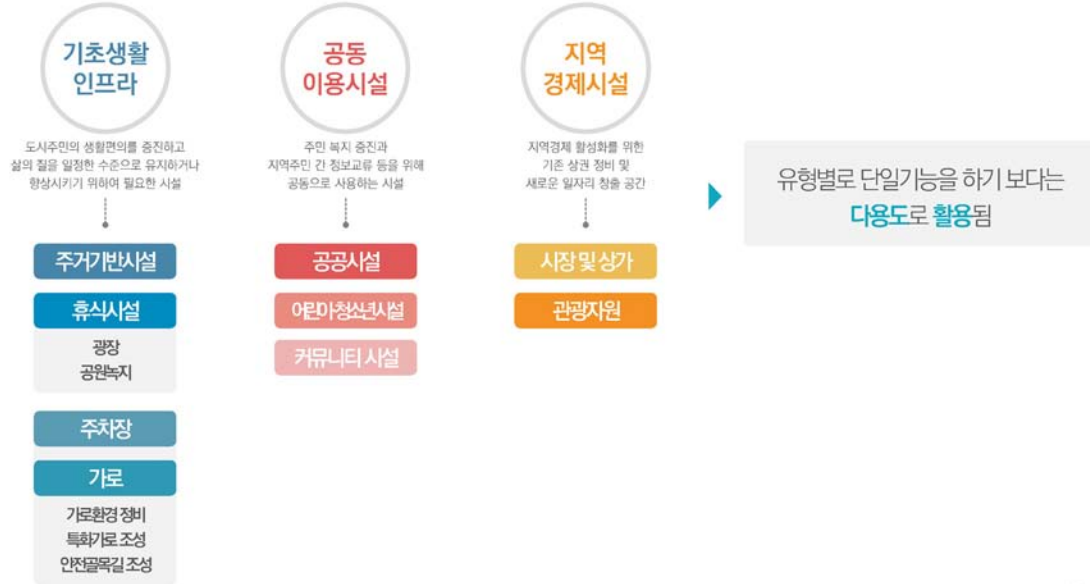 기초생활
인프라
도시주민의 생활편의를 증진하고
삶의 질을 일정한 수준으로 유지하거나
향상시키기 위하여 필요한 시설
주거기반시설
휴식시설
광장
공원녹지
주차장
가로
가로환경 정비
특화가로 조성
안전골목길 조성
공동
이용시설
주민 복지 증진과
지역주민 간 정보교류 등을 위해
공동으로 사용하는 시설
공공시설
어린이·청소년시설
커뮤니티 시설
지역
경제시설
지역경제 활성화를 위한
기존 상권 정비 및
새로운 일자리 창출 공간
시장 및 상가
관광자원
유형별로 단일기능을 하기 보다는
다용도로 활용됨